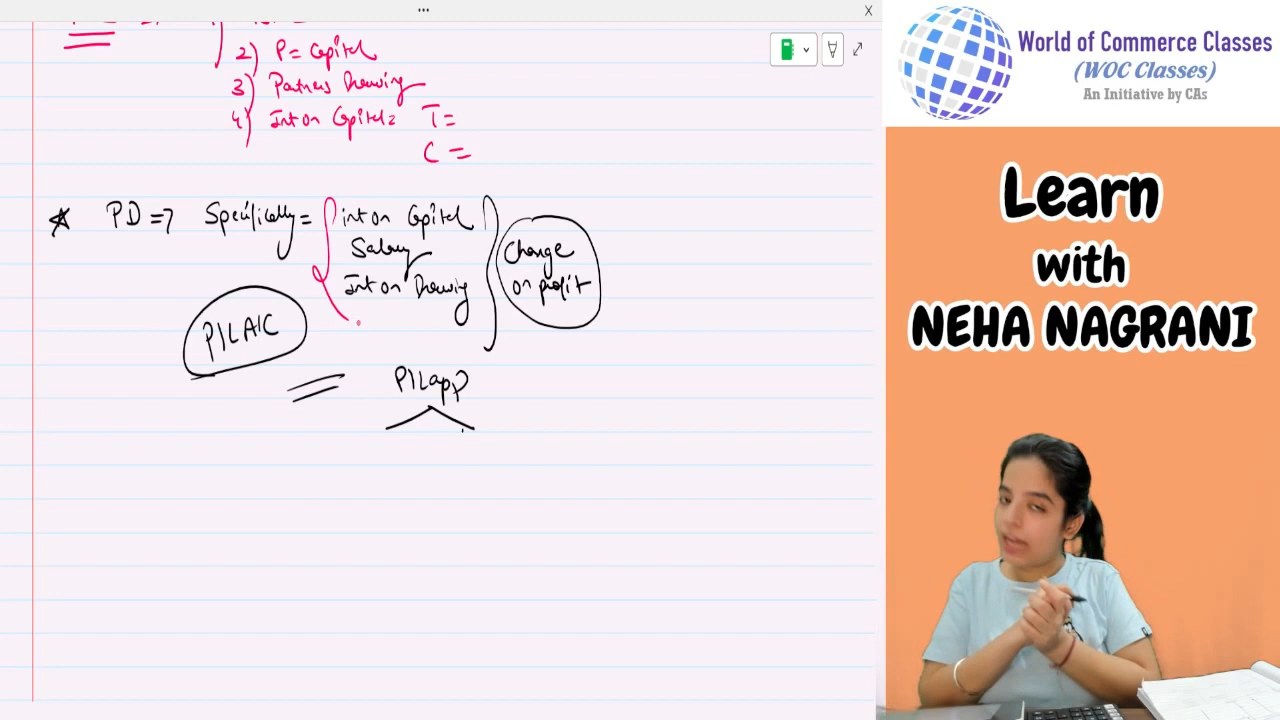 2) P= Capital
3) Partners Drawing
4) Int on Capital= T=
C =
PD => Specifically = int on Capital
Salary
Int on Drawing
Charge
on profit
P/L A/C
P/L app
World of Commerce Classes
(WOC Classes)
An Initiative by CAs
Learn
with
NEHA NAGRANI
X